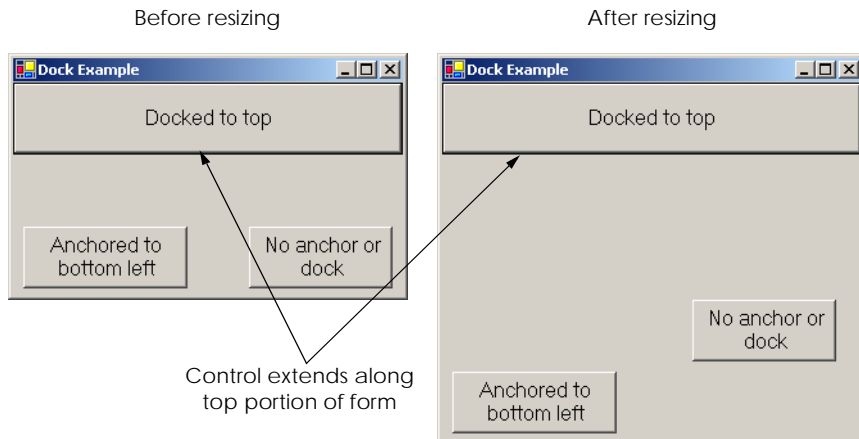 Before resizing
After resizing
Dock Example
Docked to top
Anchored to
bottom left
No anchor or
dock
Dock Example
Docked to top
No anchor or
dock
Anchored to
bottom left
Control extends along
top portion of form